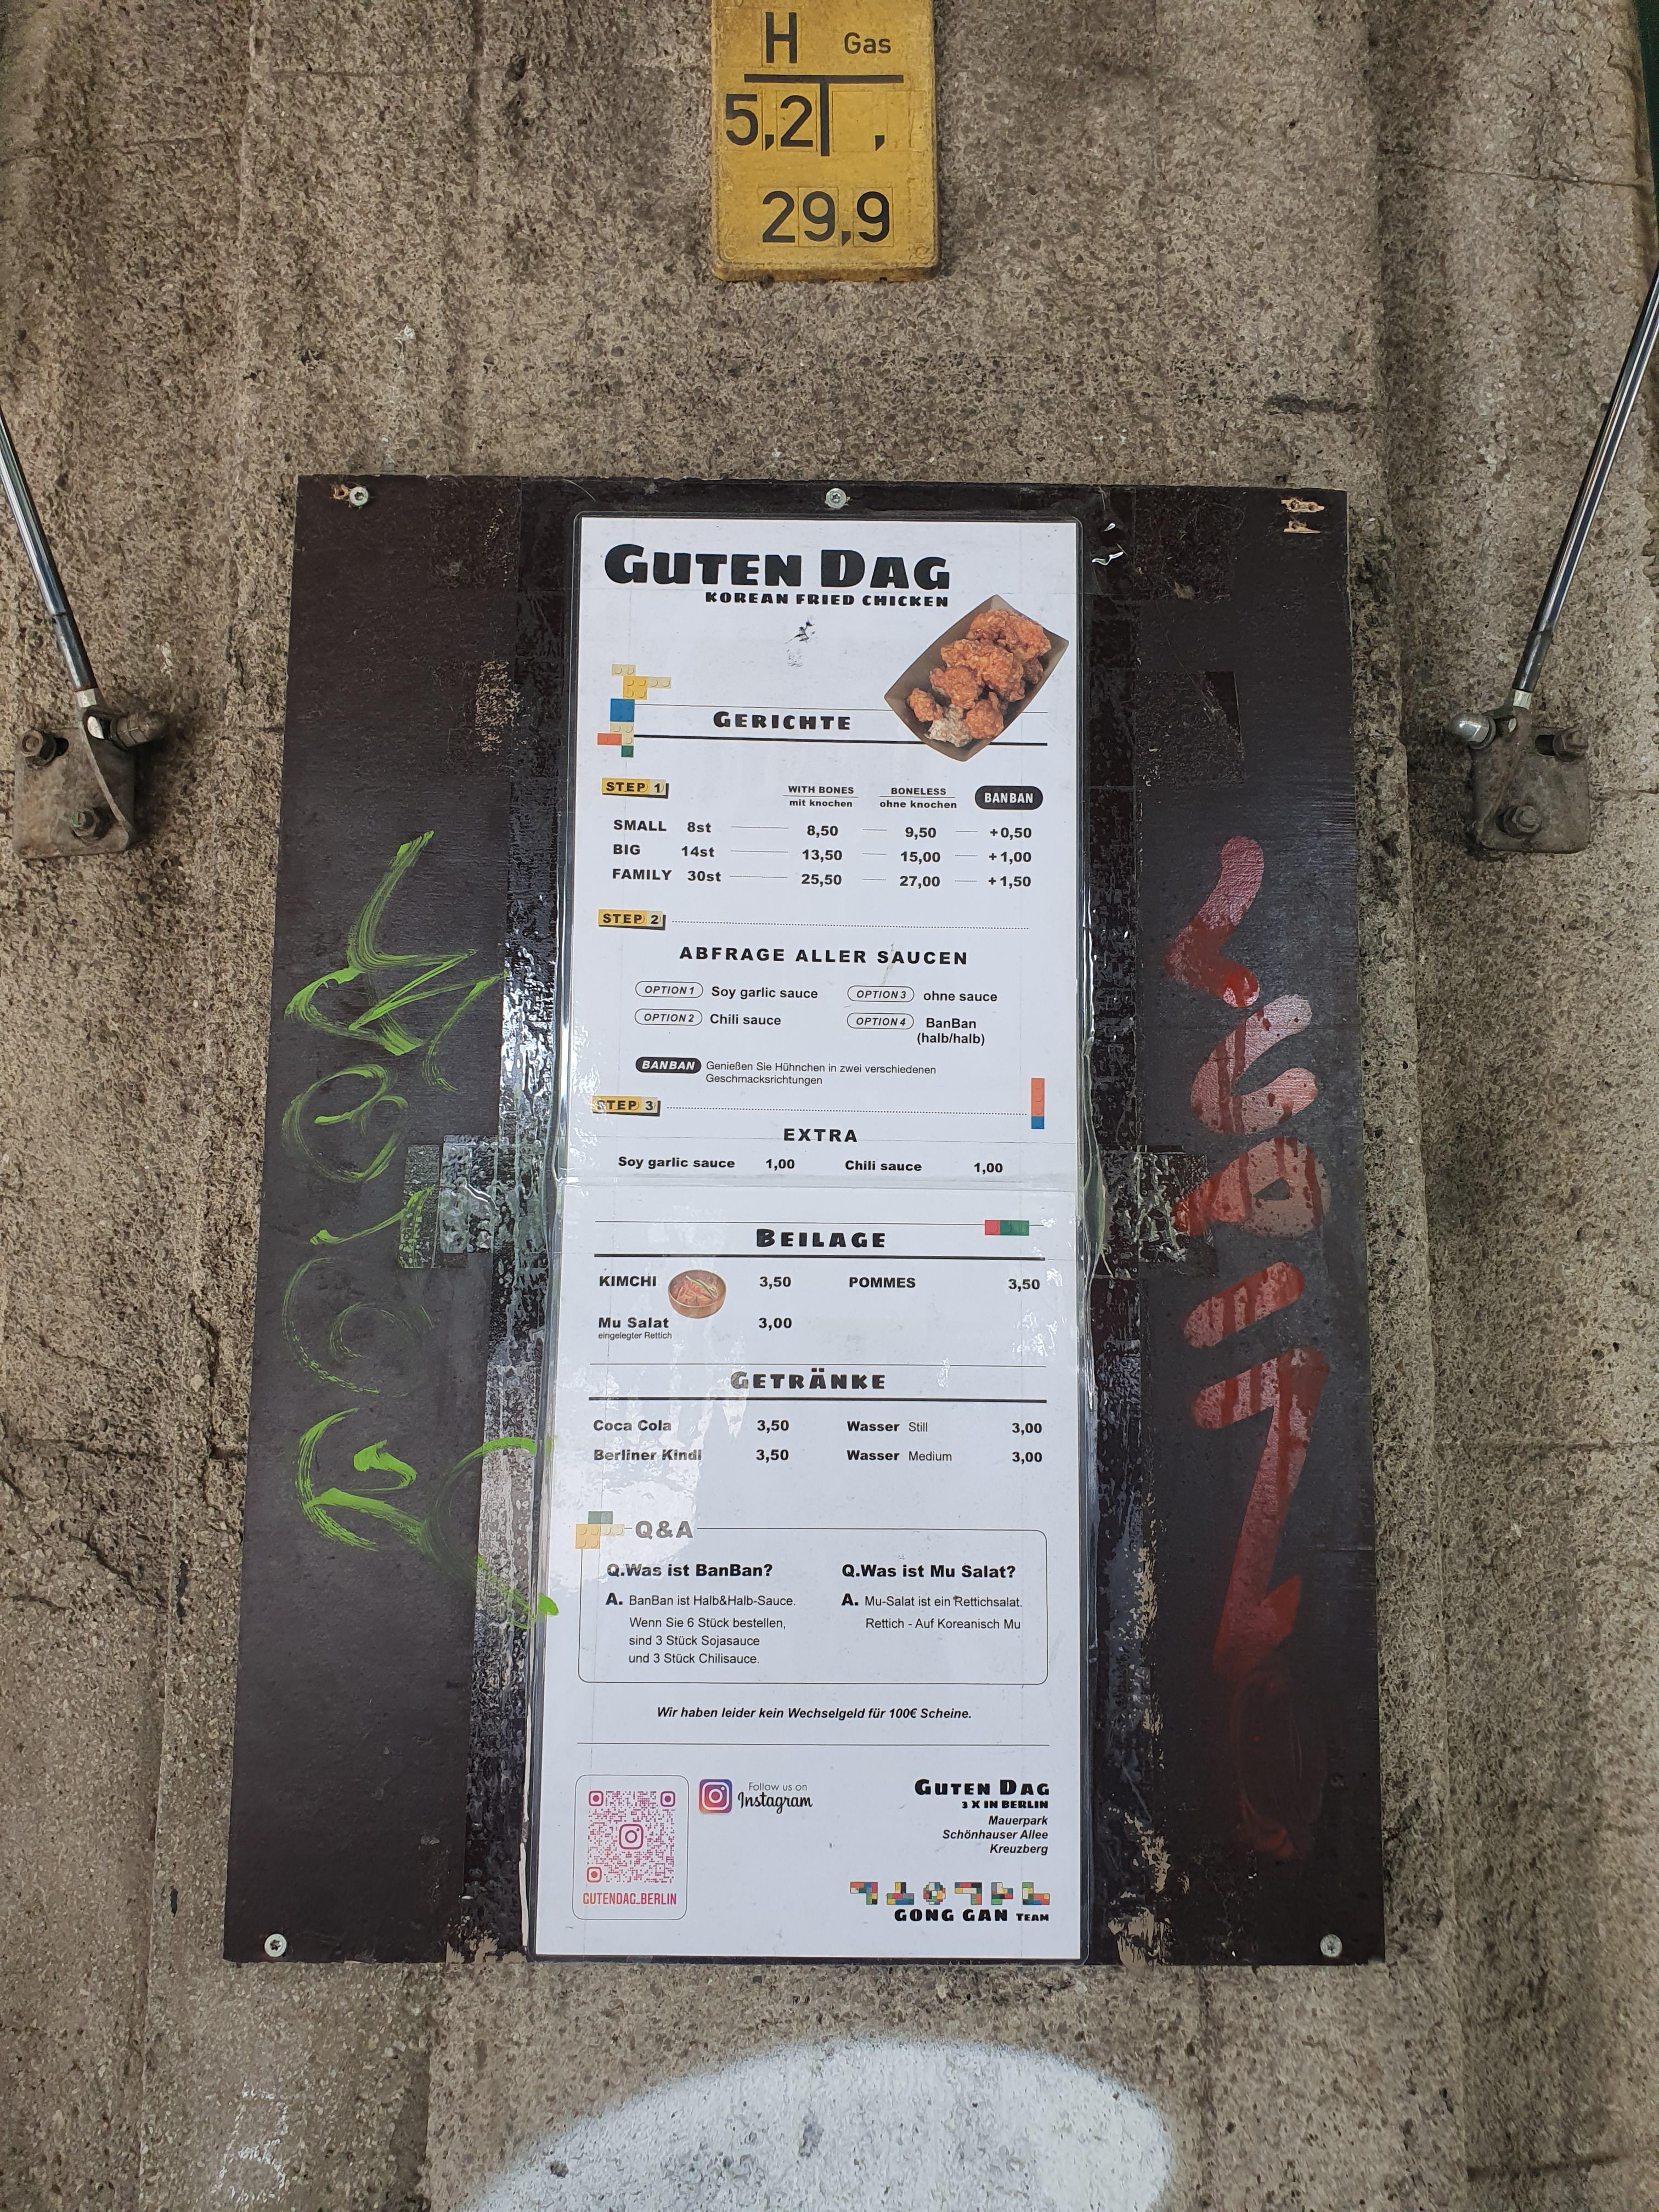 H Gas
5,2 ,
29,9
GUTEN DAG
KOREAN FRIED CHICKEN
GERICHTE
STEP 1 WITH BONES BONELESS BANBAN
mit knochen ohne knochen
SMALL 8st 8,50 9,50 +0,50
BIG 14st 13,50 15,00 +1,00
FAMILY 30st 25,50 27,00 +1,50
STEP 2
ABFRAGE ALLER SAUCEN
OPTION 1 Soy garlic sauce OPTION 3 ohne sauce
OPTION 2 Chili sauce OPTION 4 BanBan
(halb/halb)
BANBAN Genießen Sie Hühnchen in zwei verschiedenen
Geschmacksrichtungen
STEP 3
EXTRA
Soy garlic sauce 1,00 Chili sauce 1,00
BEILAGE
KIMCHI 3,50 POMMES 3,50
Mu Salat 3,00
eingelegter Rettich
GETRÄNKE
Coca Cola 3,50 Wasser Still 3,00
Berliner Kindl 3,50 Wasser Medium 3,00
Q&A
Q.Was ist BanBan?
A. BanBan ist Halb&Halb-Sauce.
Wenn Sie 6 Stück bestellen,
sind 3 Stück Sojasauce
und 3 Stück Chilisauce.
Q.Was ist Mu Salat?
A. Mu-Salat ist ein Rettichsalat.
Rettich - Auf Koreanisch Mu
Wir haben leider kein Wechselgeld für 100€ Scheine.
Follow us on
Instagram
GUTENDAG_BERLIN
GUTEN DAG
3 X IN BERLIN
Mauerpark
Schönhauser Allee
Kreuzberg
GONG GAN TEAM